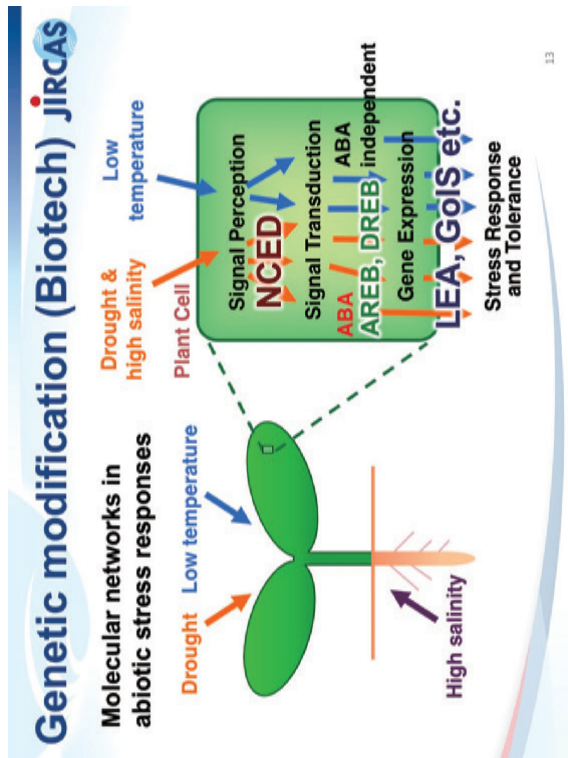 Genetic modification (Biotech)
JIRCAS
Molecular networks in
abiotic stress responses
Drought
Low temperature
High salinity
Drought &
high salinity
Low
temperature
Plant Cell
Signal Perception
NCED
Signal Transduction
ABA
ABA
independent
AREB, DREB
Gene Expression
LEA, GolS etc.
Stress Response
and Tolerance
13